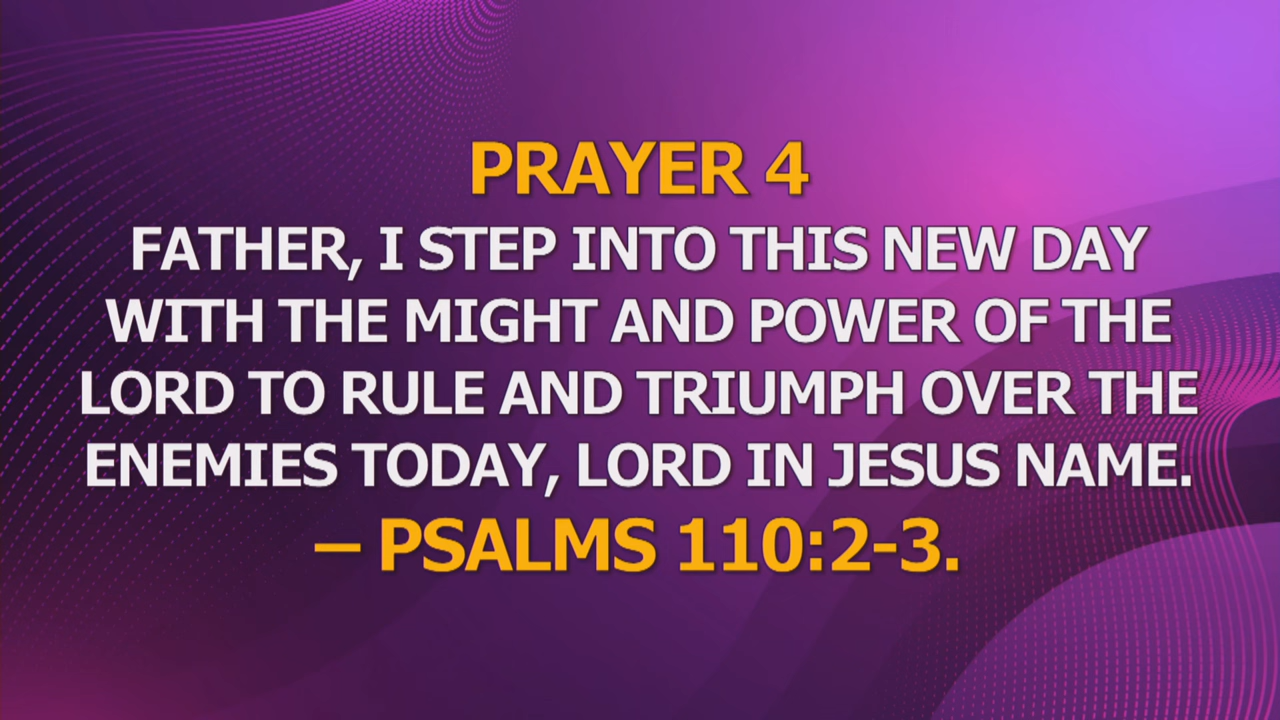 PRAYER 4
FATHER, I STEP INTO THIS NEW DAY
WITH THE MIGHT AND POWER OF THE
LORD TO RULE AND TRIUMPH OVER THE
ENEMIES TODAY, LORD IN JESUS NAME.
– PSALMS 110:2-3.